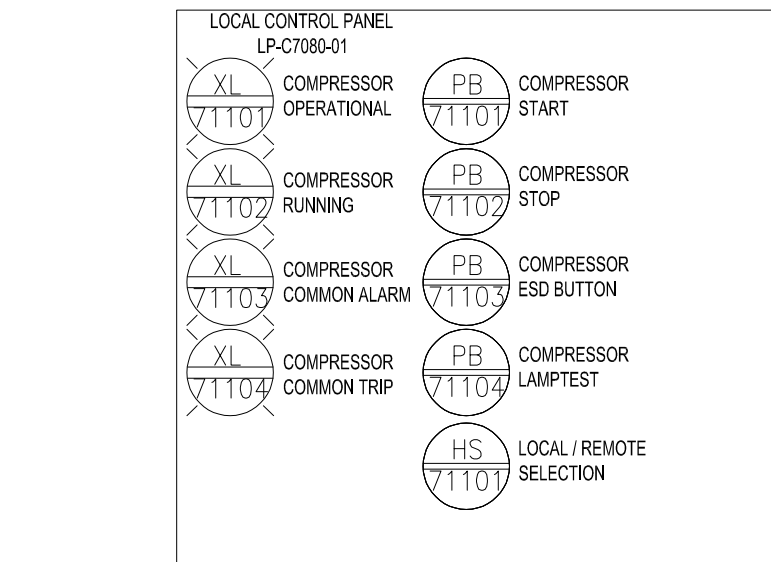 LOCAL CONTROL PANEL
LP-C7080-01
XL
71101
COMPRESSOR
OPERATIONAL
PB
71101
COMPRESSOR
START
XL
71102
COMPRESSOR
RUNNING
PB
71102
COMPRESSOR
STOP
XL
71103
COMPRESSOR
COMMON ALARM
PB
71103
COMPRESSOR
ESD BUTTON
XL
71104
COMPRESSOR
COMMON TRIP
PB
71104
COMPRESSOR
LAMPTEST
HS
71101
LOCAL / REMOTE
SELECTION